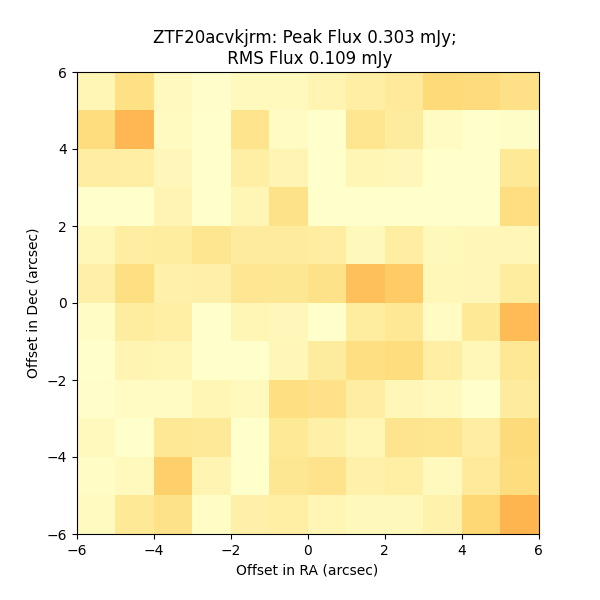 ZTF20acvkjrm: Peak Flux 0.303 mJy;
RMS Flux 0.109 mJy
6
4
2
0
−2
−4
−6
Offset in Dec (arcsec)
−6 −4 −2 0 2 4 6
Offset in RA (arcsec)